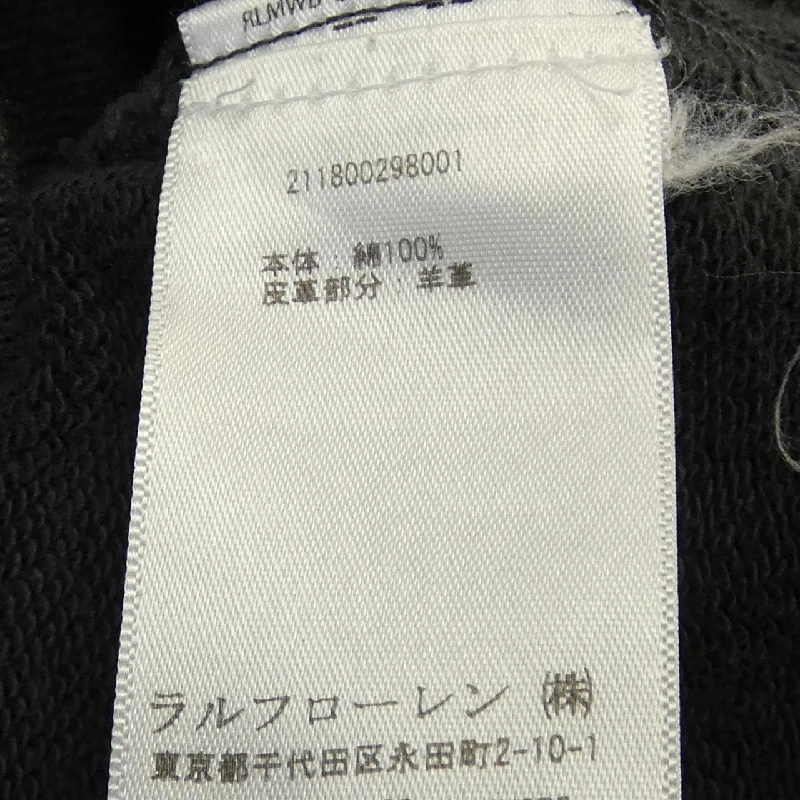 211800298001
本体：綿100%
皮革部分：羊革
ラルフローレン ㈱
東京都千代田区永田町2-10-1